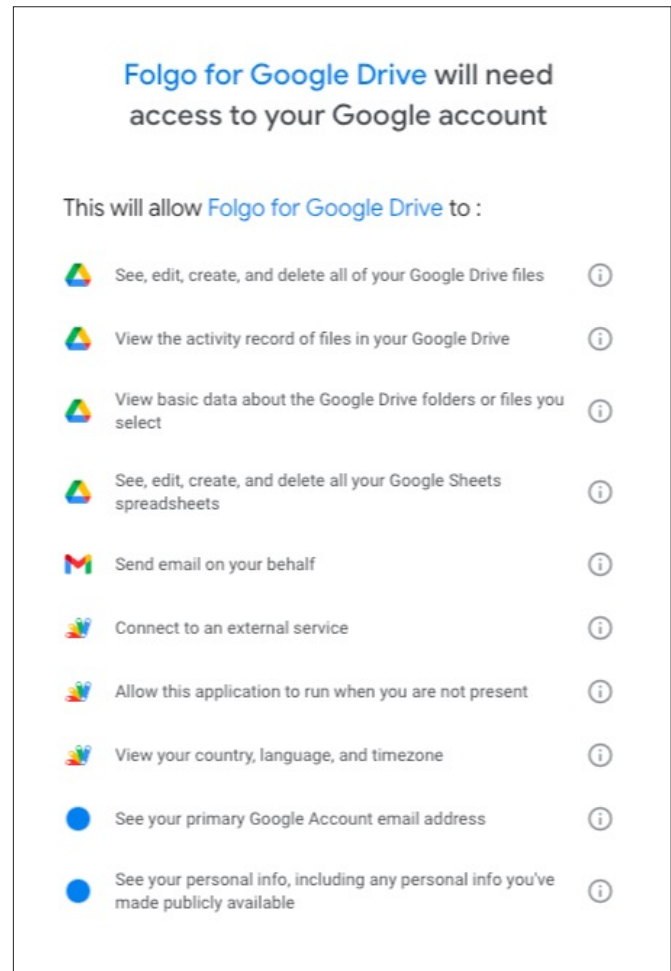 Folgo for Google Drive will need
access to your Google account
This will allow Folgo for Google Drive to :
See, edit, create, and delete all of your Google Drive files
View the activity record of files in your Google Drive
View basic data about the Google Drive folders or files you
select
See, edit, create, and delete all your Google Sheets
spreadsheets
Send email on your behalf
Connect to an external service
Allow this application to run when you are not present
View your country, language, and timezone
See your primary Google Account email address
See your personal info, including any personal info you've
made publicly available